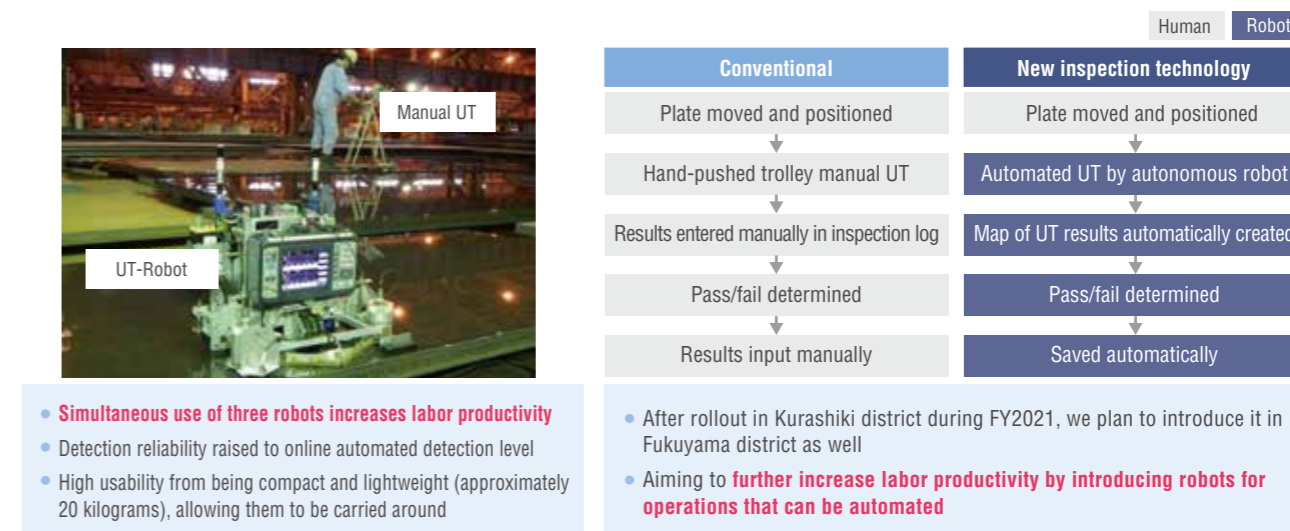 Human
Robot
Manual UT
UT-Robot
Conventional
Plate moved and positioned
Hand-pushed trolley manual UT
Results entered manually in inspection log
Pass/fail determined
Results input manually
New inspection technology
Plate moved and positioned
Automated UT by autonomous robot
Map of UT results automatically created
Pass/fail determined
Saved automatically
• Simultaneous use of three robots increases labor productivity
• Detection reliability raised to online automated detection level
• High usability from being compact and lightweight (approximately
20 kilograms), allowing them to be carried around
• After rollout in Kurashiki district during FY2021, we plan to introduce it in
Fukuyama district as well
• Aiming to further increase labor productivity by introducing robots for
operations that can be automated